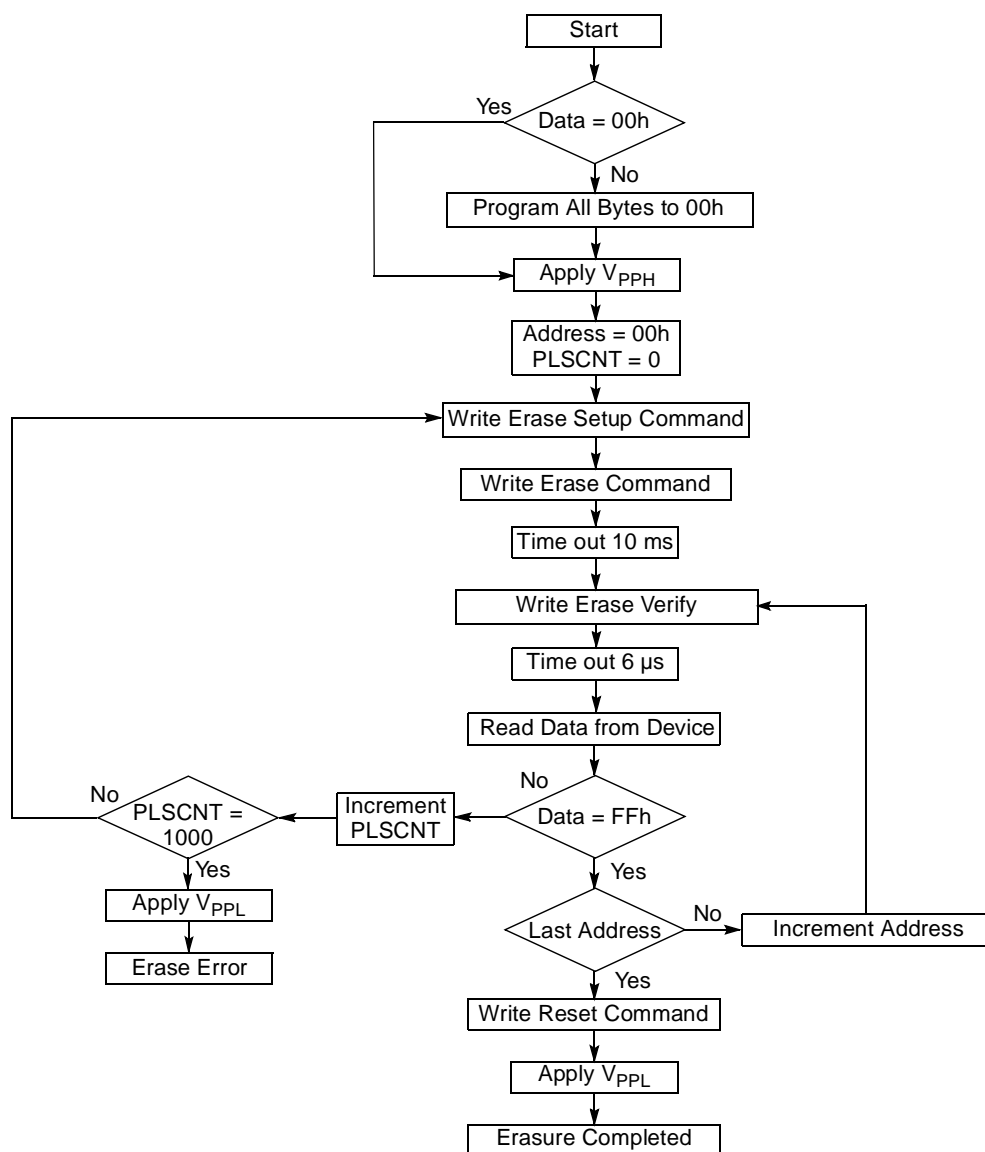 Start
Yes
Data = 00h
No
Program All Bytes to 00h
Apply VPPH
Address = 00h
PLSCNT = 0
Write Erase Setup Command
Write Erase Command
Time out 10 ms
Write Erase Verify
Time out 6 µs
Read Data from Device
No
PLSCNT =
1000
Increment
PLSCNT
No
Data = FFh
Yes
Yes
Apply VPPL
Last Address
No
Increment Address
Erase Error
Yes
Write Reset Command
Apply VPPL
Erasure Completed